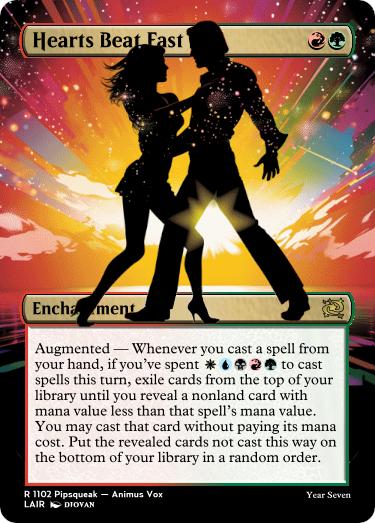 Hearts Beat Fast
Enchantment
Augmented — Whenever you cast a spell from
your hand, if you've spent to cast
spells this turn, exile cards from the top of your
library until you reveal a nonland card with
mana value less than that spell's mana value.
You may cast that card without paying its mana
cost. Put the revealed cards not cast this way on
the bottom of your library in a random order.
R 1102 Pipsqueak — Animus Vox
LAIR DIOVAN
Year Seven